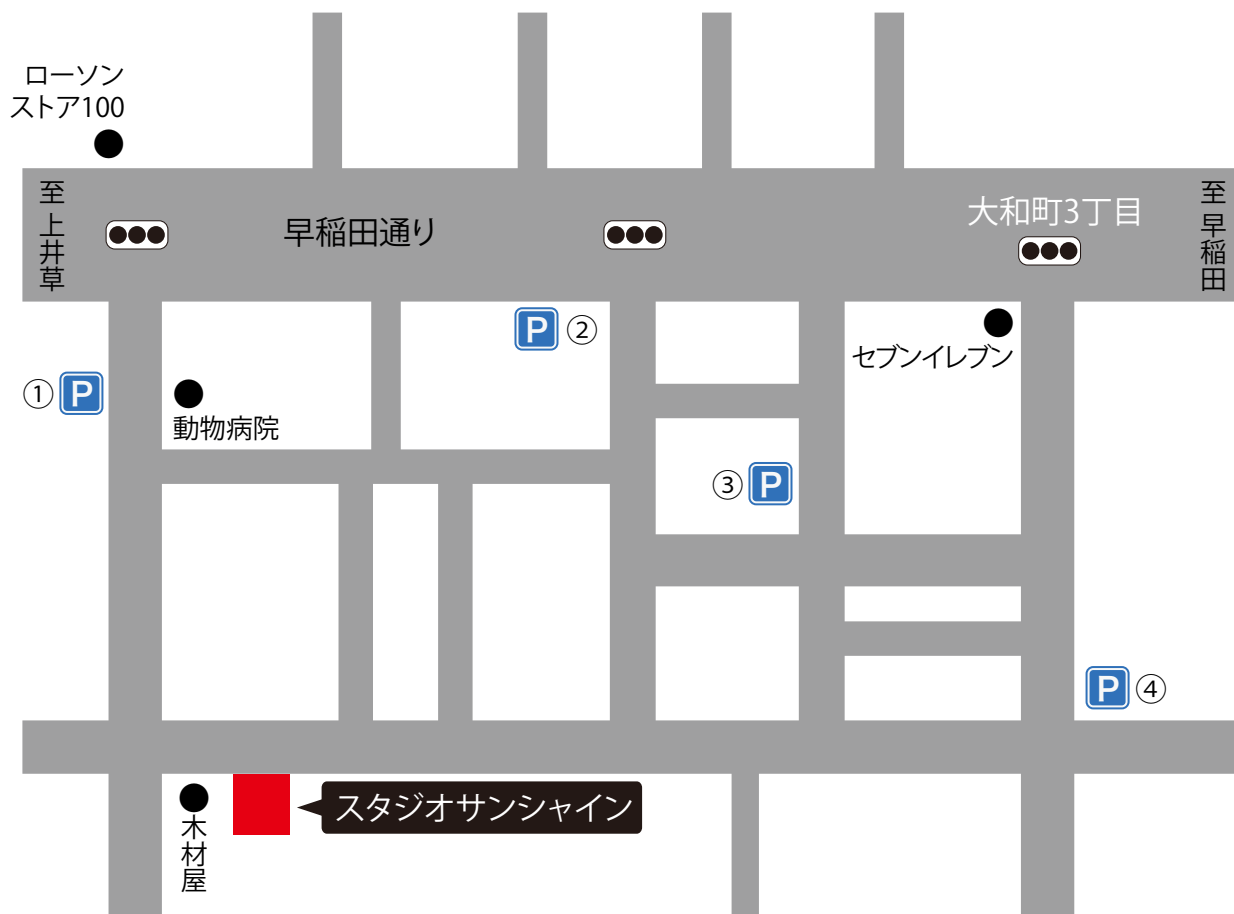 ローソン
ストア100
至上井草
早稲田通り
大和町3丁目
至早稲田
P ②
セブンイレブン
① P
動物病院
③ P
P ④
スタジオサンシャイン
木材屋